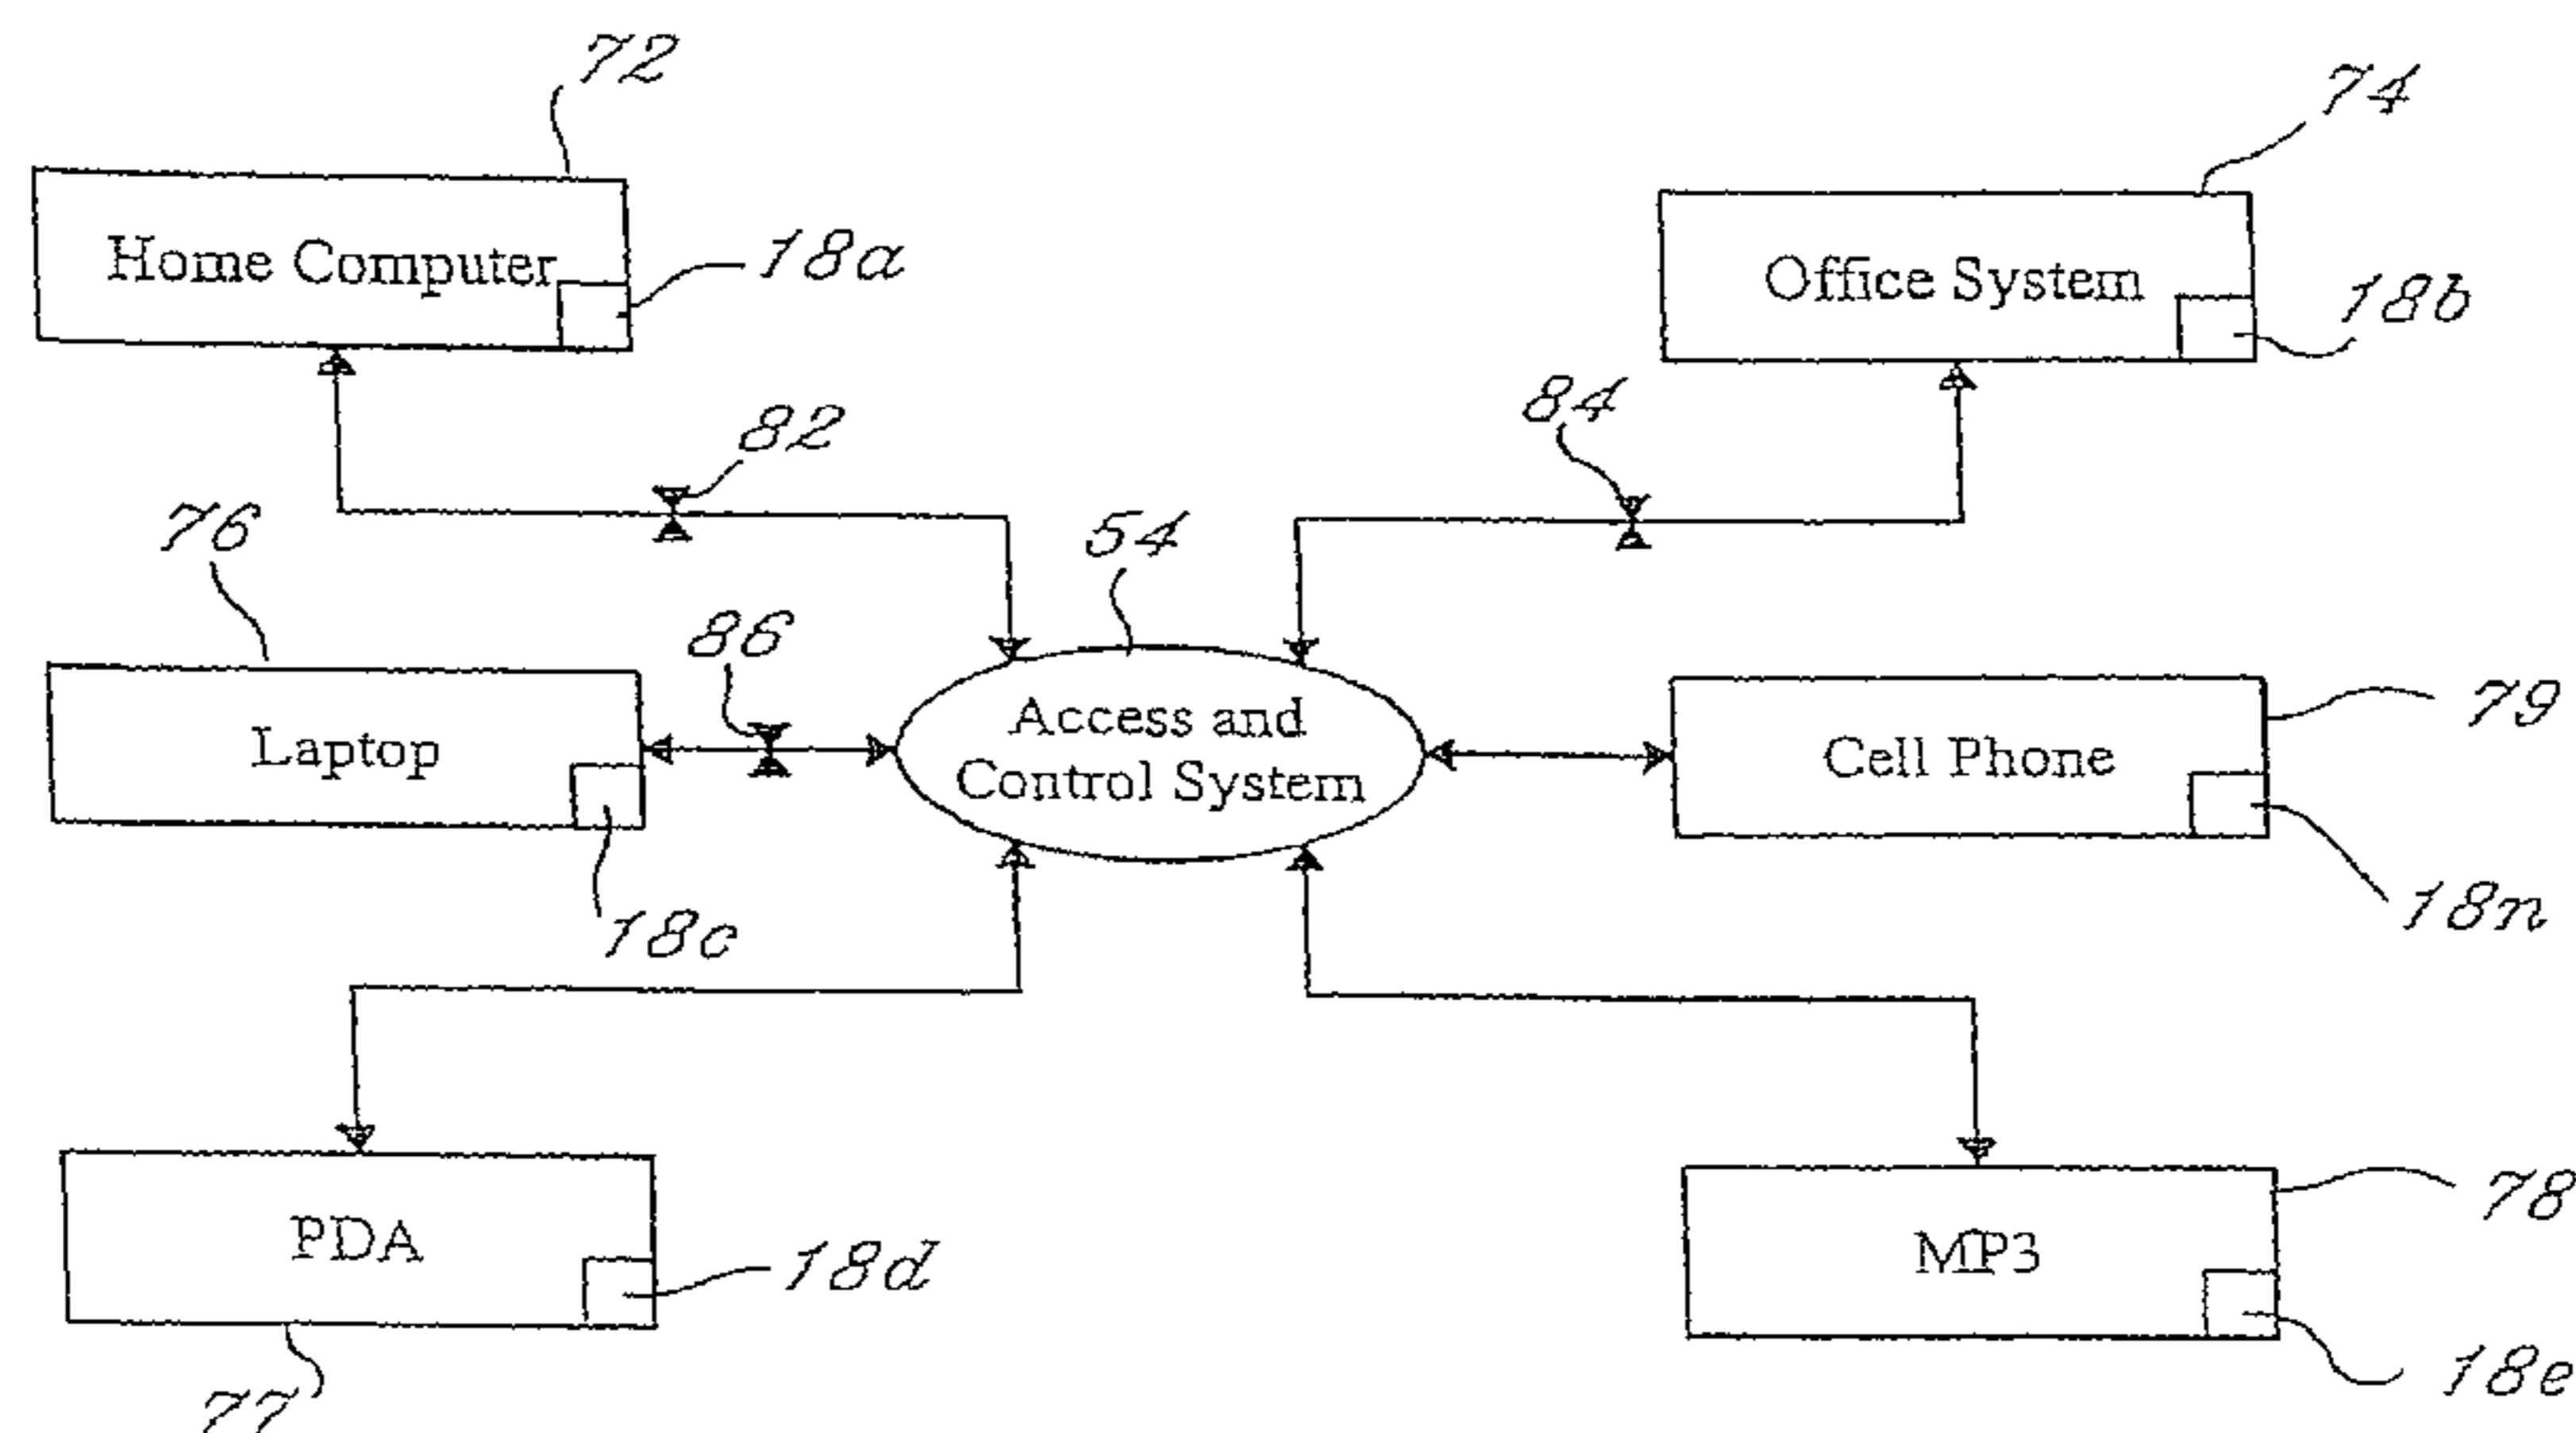 72
74
Home Computer
18a
Office System
18b
82
84
76
54
86
Laptop
Access and
Control System
Cell Phone
79
18c
18n
PDA
18d
MP3
78
77
18e